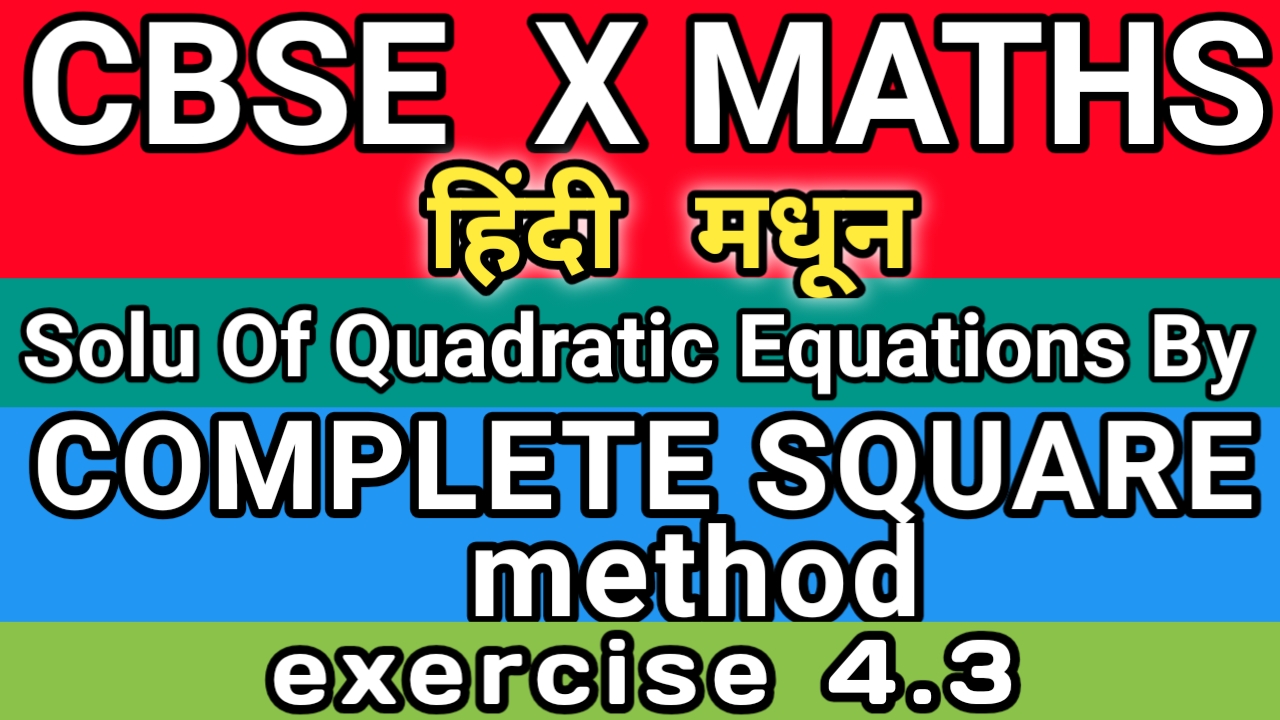 CBSE X MATHS
हिंदी मधून
Solu Of Quadratic Equations By
COMPLETE SQUARE
method
exercise 4.3